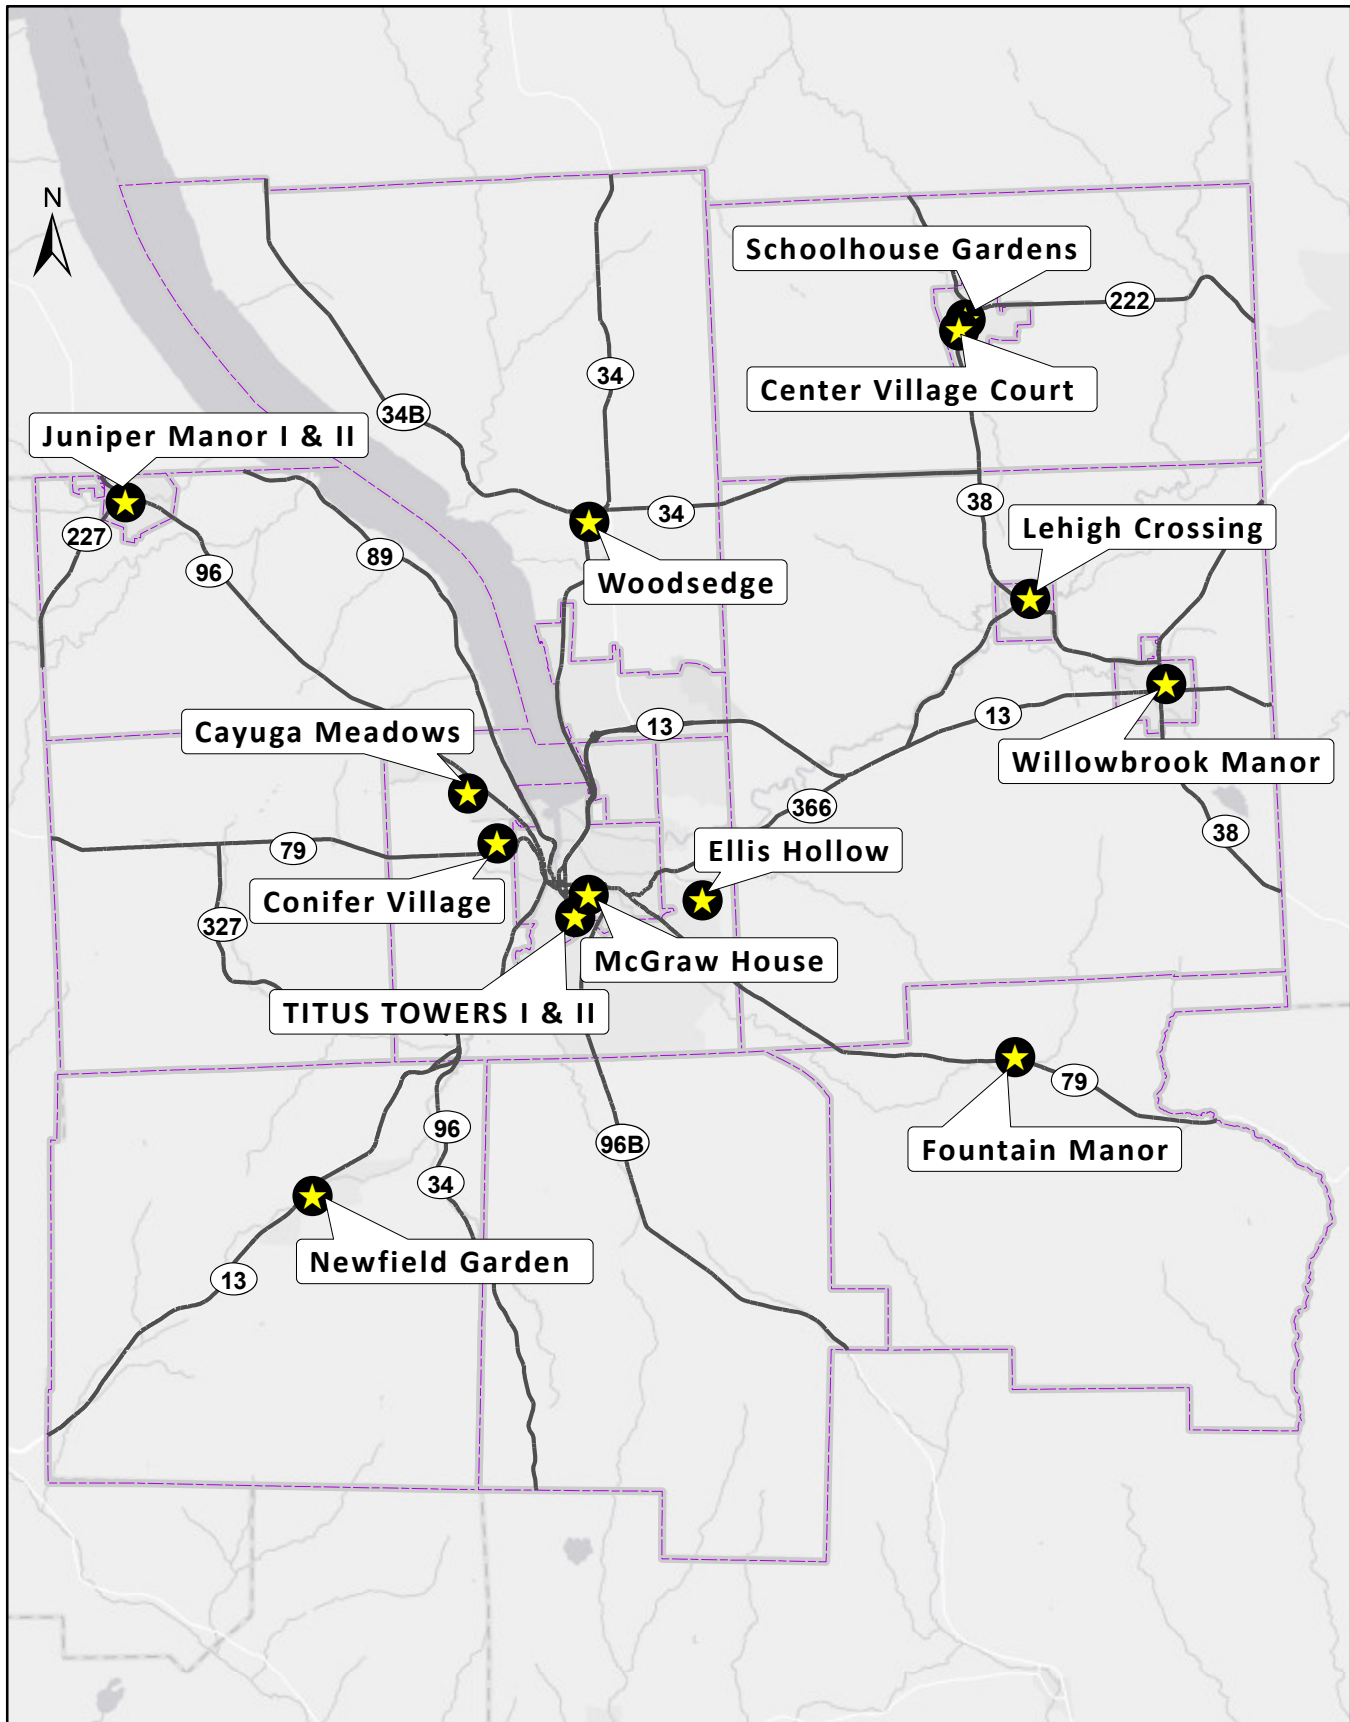 N
Schoolhouse Gardens
222
34
Center Village Court
34B
Juniper Manor I & II
38
34
Lehigh Crossing
227
89
96
Woodsedge
13
13
Cayuga Meadows
Willowbrook Manor
366
38
79
Ellis Hollow
Conifer Village
327
McGraw House
TITUS TOWERS I & II
79
96
96B
Fountain Manor
34
Newfield Garden
13